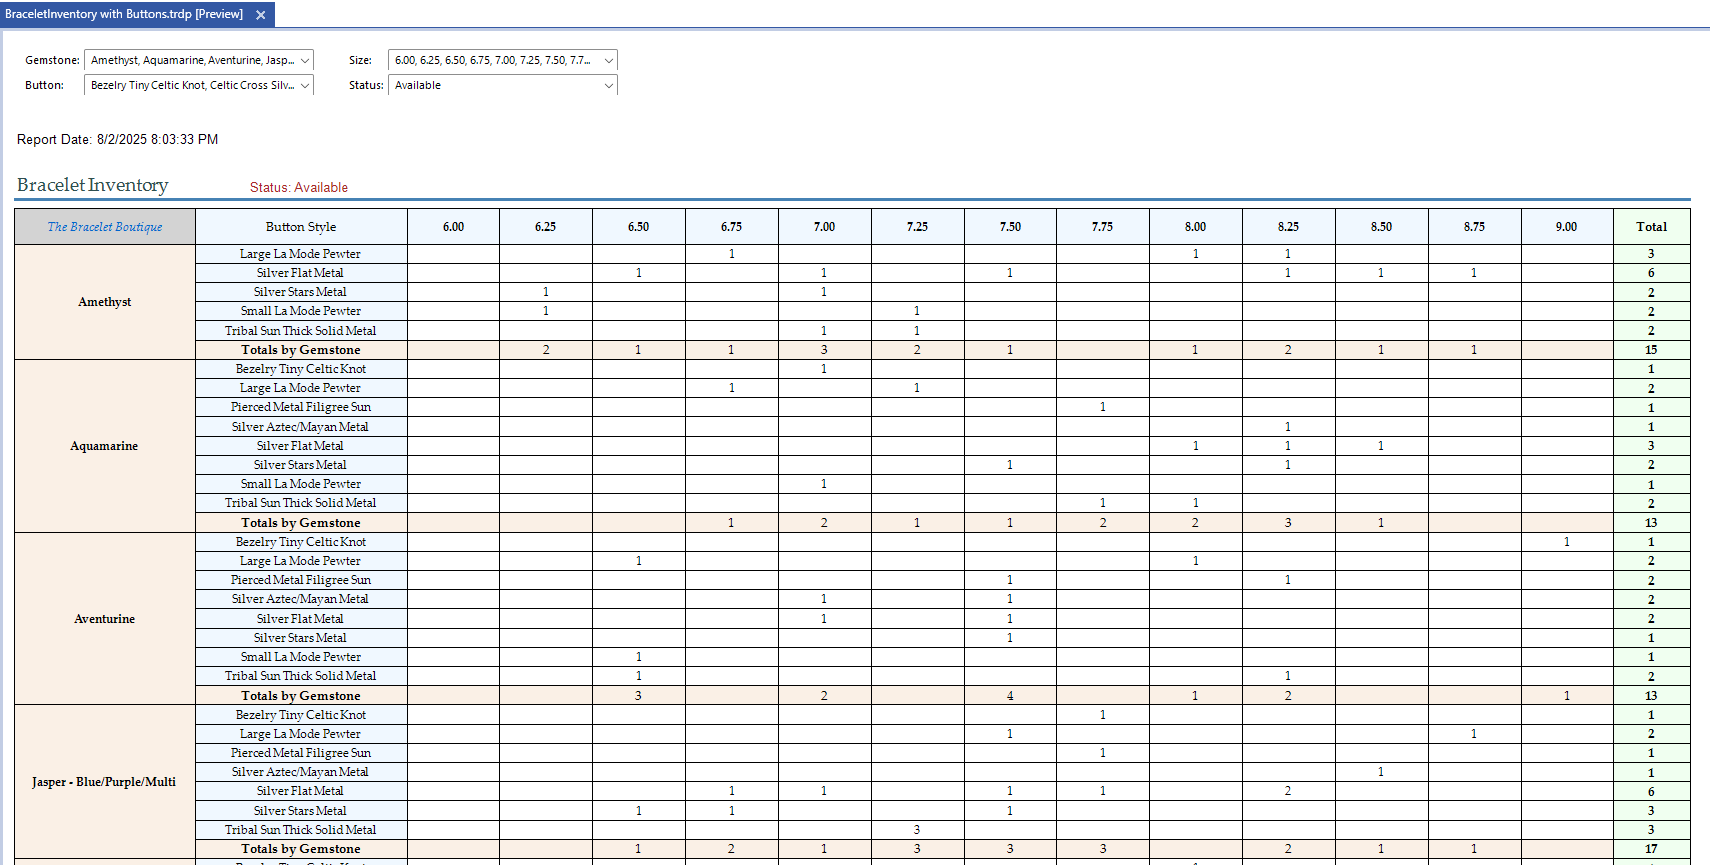 BraceletInventory with Buttons.trdp [Preview] ✕
Gemstone: Amethyst, Aquamarine, Aventurine, Jasp... Size: 6.00, 6.25, 6.50, 6.75, 7.00, 7.25, 7.50, 7.7...
Button: Bezelry Tiny Celtic Knot, Celtic Cross Silv... Status: Available
Report Date: 8/2/2025 8:03:33 PM
Bracelet Inventory Status: Available
The Bracelet Boutique Button Style 6.00 6.25 6.50 6.75 7.00 7.25 7.50 7.75 8.00 8.25 8.50 8.75 9.00 Total
Large La Mode Pewter 1 1 1 3
Silver Flat Metal 1 1 1 1 1 1 6
Silver Stars Metal 1 1 2
Amethyst
Small La Mode Pewter 1 1 2
Tribal Sun Thick Solid Metal 1 1 2
Totals by Gemstone 2 1 1 3 2 1 1 2 1 1 15
Bezelry Tiny Celtic Knot 1 1
Large La Mode Pewter 1 1 2
Pierced Metal Filigree Sun 1 1
Silver Aztec/Mayan Metal 1 1
Aquamarine Silver Flat Metal 1 1 1 3
Silver Stars Metal 1 1 2
Small La Mode Pewter 1 1
Tribal Sun Thick Solid Metal 1 1 2
Totals by Gemstone 1 2 1 1 2 2 3 1 13
Bezelry Tiny Celtic Knot 1 1
Large La Mode Pewter 1 1 2
Pierced Metal Filigree Sun 1 1 2
Silver Aztec/Mayan Metal 1 1 2
Aventurine Silver Flat Metal 1 1 2
Silver Stars Metal 1 1
Small La Mode Pewter 1 1
Tribal Sun Thick Solid Metal 1 1 2
Totals by Gemstone 3 2 4 1 2 1 13
Bezelry Tiny Celtic Knot 1 1
Large La Mode Pewter 1 1 2
Pierced Metal Filigree Sun 1 1
Silver Aztec/Mayan Metal 1 1
Jasper - Blue/Purple/Multi
Silver Flat Metal 1 1 1 1 2 6
Silver Stars Metal 1 1 1 3
Tribal Sun Thick Solid Metal 3 3
Totals by Gemstone 1 2 1 3 3 3 2 1 1 17